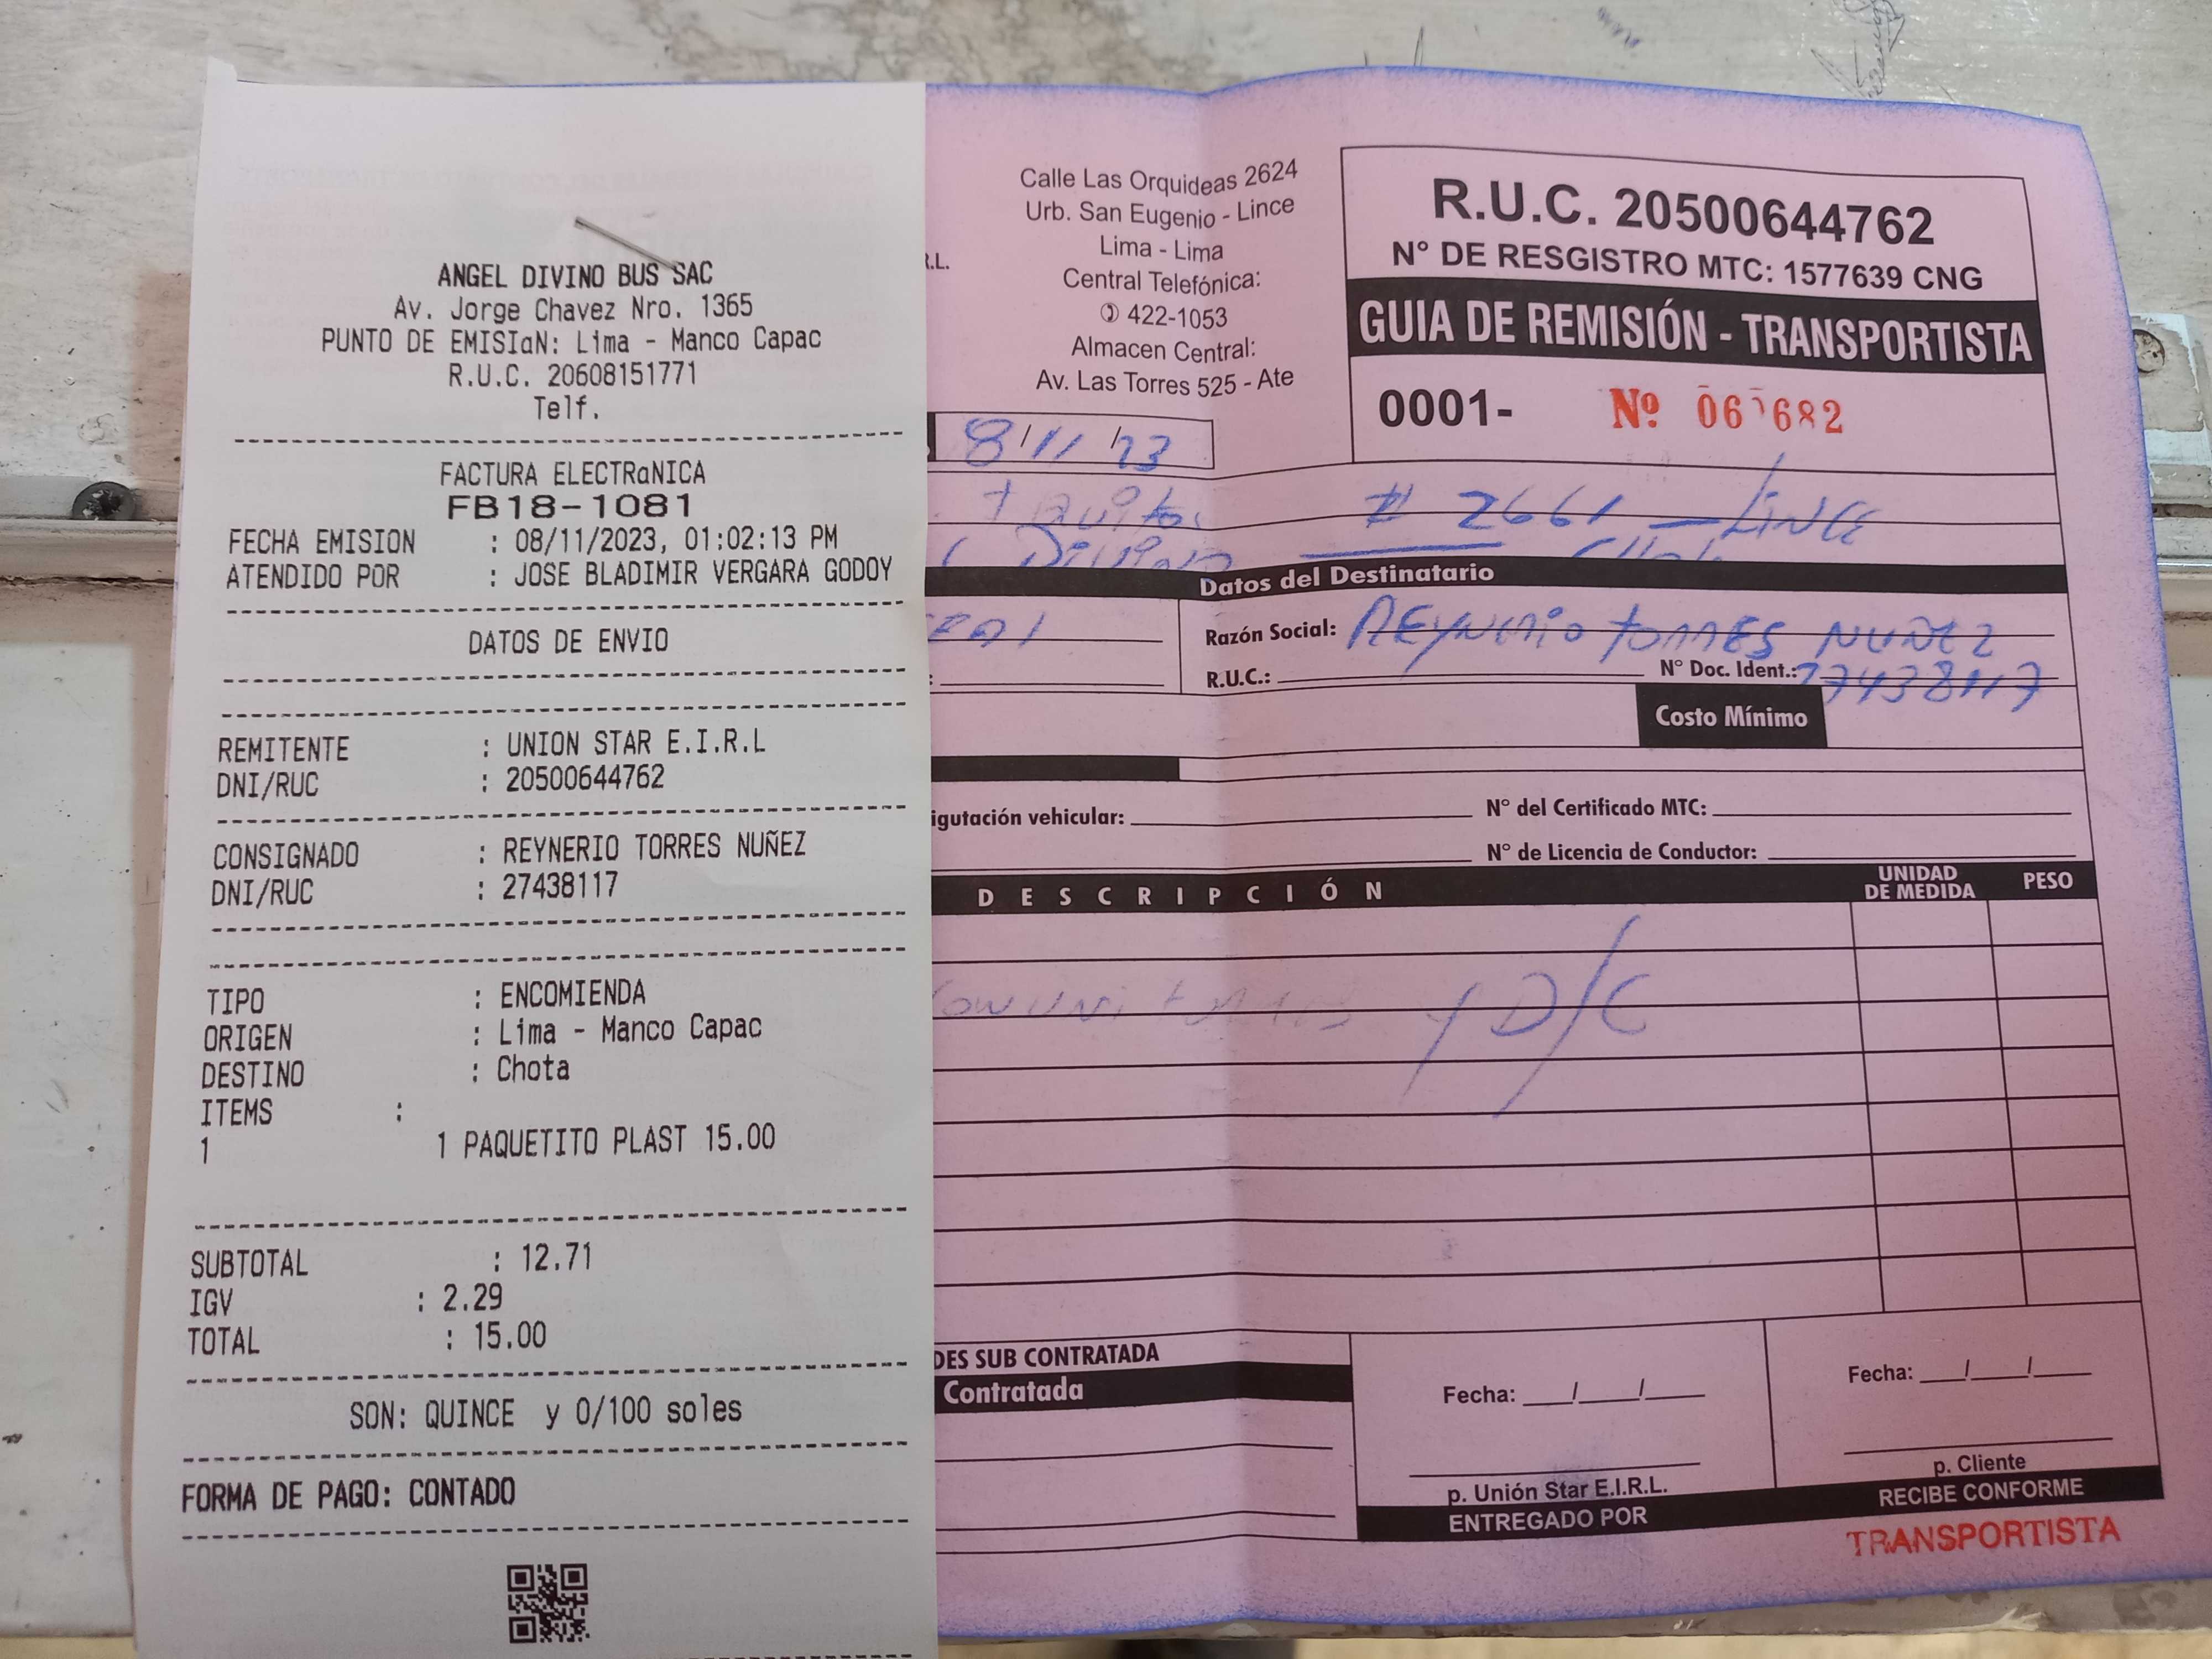 ANGEL DIVINO BUS SAC
Av. Jorge Chavez Nro. 1365
PUNTO DE EMISIαN: Lima - Manco Capac
R.U.C. 20608151771
Telf.
FACTURA ELECTRαNICA
FB18-1081
FECHA EMISION : 08/11/2023, 01:02:13 PM
ATENDIDO POR : JOSE BLADIMIR VERGARA GODOY
DATOS DE ENVIO
REMITENTE : UNION STAR E.I.R.L
DNI/RUC : 20500644762
CONSIGNADO : REYNERIO TORRES NUÑEZ
DNI/RUC : 27438117
TIPO : ENCOMIENDA
ORIGEN : Lima - Manco Capac
DESTINO : Chota
ITEMS :
1 1 PAQUETITO PLAST 15.00
SUBTOTAL : 12.71
IGV : 2.29
TOTAL : 15.00
SON: QUINCE y 0/100 soles
FORMA DE PAGO: CONTADO
R.L.
Calle Las Orquideas 2624
Urb. San Eugenio - Lince
Lima - Lima
Central Telefónica:
422-1053
Almacen Central:
Av. Las Torres 525 - Ate
R.U.C. 20500644762
N° DE RESGISTRO MTC: 1577639 CNG
GUIA DE REMISIÓN - TRANSPORTISTA
0001- Nº
8/11/23
# 2661 - LINCE
Divino
Datos del Destinatario
Razón Social: REYNERIO TORRES NUÑEZ
R.U.C.: N° Doc. Ident.: 27438117
Costo Mínimo
igutación vehicular: N° del Certificado MTC:
N° de Licencia de Conductor:
DESCRIPCIÓN UNIDAD DE MEDIDA PESO
Y D/C
DES SUB CONTRATADA
Contratada
Fecha: / /
p. Unión Star E.I.R.L.
ENTREGADO POR
Fecha: / /
p. Cliente
RECIBE CONFORME
TRANSPORTISTA